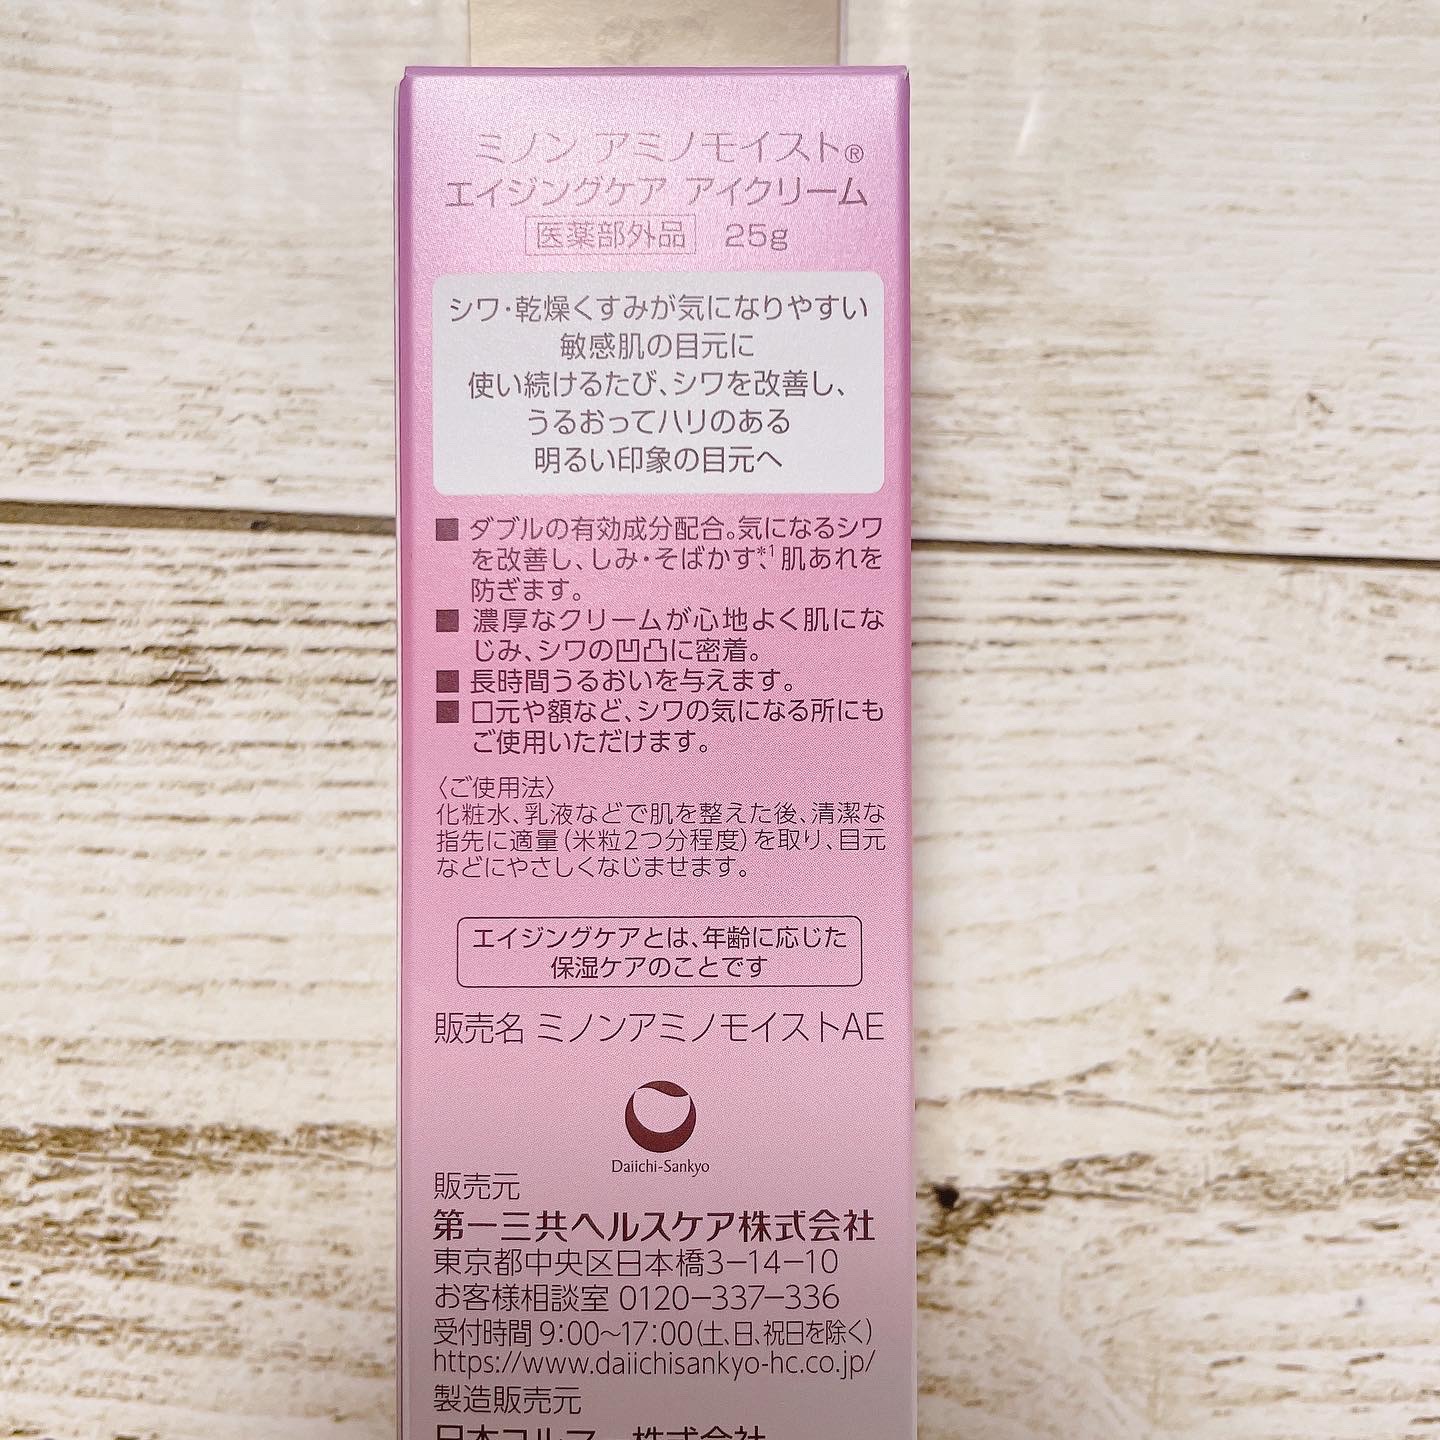 ミノン アミノモイスト®
エイジングケア アイクリーム
医薬部外品 25g
シワ・乾燥くすみが気になりやすい
敏感肌の目元に
使い続けるたび、シワを改善し、
うるおってハリのある
明るい印象の目元へ
■ ダブルの有効成分配合。気になるシワ
を改善し、しみ・そばかす*1、肌あれを
防ぎます。
■ 濃厚なクリームが心地よく肌にな
じみ、シワの凹凸に密着。
■ 長時間うるおいを与えます。
■ 口元や額など、シワの気になる所にも
ご使用いただけます。
〈ご使用法〉
化粧水、乳液などで肌を整えた後、清潔な
指先に適量(米粒2つ分程度)を取り、目元
などにやさしくなじませます。
エイジングケアとは、年齢に応じた
保湿ケアのことです
販売名 ミノンアミノモイストAE
Daiichi-Sankyo
販売元
第一三共ヘルスケア株式会社
東京都中央区日本橋3-14-10
お客様相談室 0120-337-336
受付時間 9:00～17:00(土、日、祝日を除く)
https://www.daiichisankyo-hc.co.jp/
製造販売元
日本コルマー株式会社